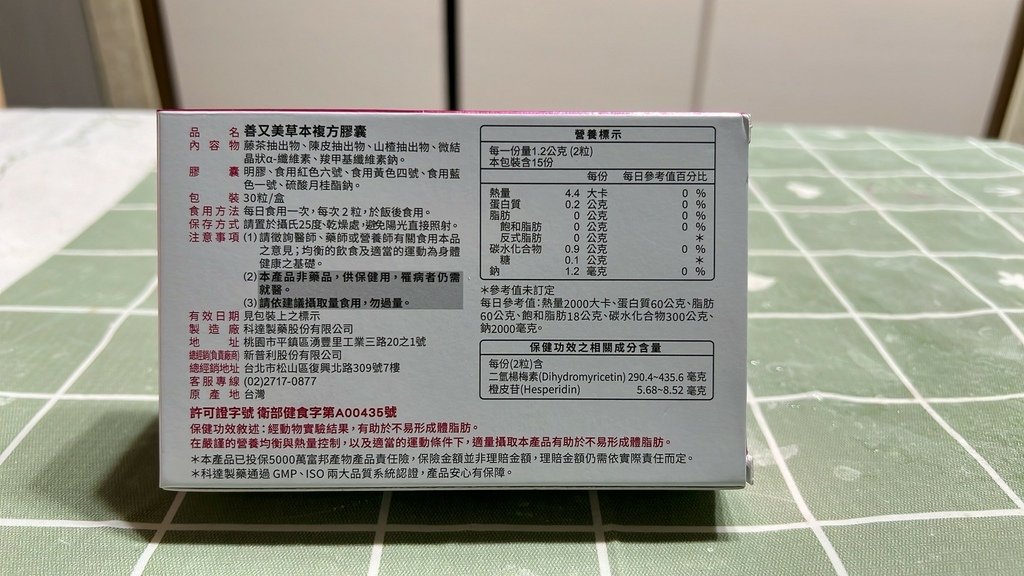 品名 善又美草本複方膠囊
內容物 藤茶抽出物、陳皮抽出物、山楂抽出物、微結
晶狀α-纖維素、羧甲基纖維素鈉。
膠囊 明膠、食用紅色六號、食用黃色四號、食用藍
色一號、硫酸月桂酯鈉。
包裝 30粒/盒
食用方法 每日食用一次，每次2粒，於飯後食用。
保存方式 請置於攝氏25度、乾燥處，避免陽光直接照射。
注意事項 (1) 請徵詢醫師、藥師或營養師有關食用本品
之意見；均衡的飲食及適當的運動為身體
健康之基礎。
(2) 本產品非藥品，供保健用，罹病者仍需
就醫。
(3) 請依建議攝取量食用，勿過量。
有效日期 見包裝上之標示
製造廠 科達製藥股份有限公司
地址 桃園市平鎮區湧豐里工業三路20之1號
總經銷(負責廠商) 新普利股份有限公司
總經銷地址 台北市松山區復興北路309號7樓
客服專線 (02)2717-0877
原產地 台灣
許可證字號 衛部健食字第A00435號
保健功效敘述：經動物實驗結果，有助於不易形成體脂肪。
在嚴謹的營養均衡與熱量控制，以及適當的運動條件下，適量攝取本產品有助於不易形成體脂肪。
＊本產品已投保5000萬富邦產物產品責任險，保險金額並非理賠金額，理賠金額仍需依實際責任而定。
＊科達製藥通過 GMP、ISO 兩大品質系統認證，產品安心有保障。
營養標示
每一份量1.2公克 (2粒)
本包裝含15份
每份 每日參考值百分比
熱量 4.4 大卡 0 %
蛋白質 0.2 公克 0 %
脂肪 0 公克 0 %
飽和脂肪 0 公克 0 %
反式脂肪 0 公克 ＊
碳水化合物 0.9 公克 0 %
糖 0.1 公克 ＊
鈉 1.2 毫克 0 %
＊參考值未訂定
每日參考值：熱量2000大卡、蛋白質60公克、脂肪
60公克、飽和脂肪18公克、碳水化合物300公克、
鈉2000毫克。
保健功效之相關成分含量
每份(2粒)含
二氫楊梅素(Dihydromyricetin) 290.4~435.6 毫克
橙皮苷(Hesperidin) 5.68~8.52 毫克